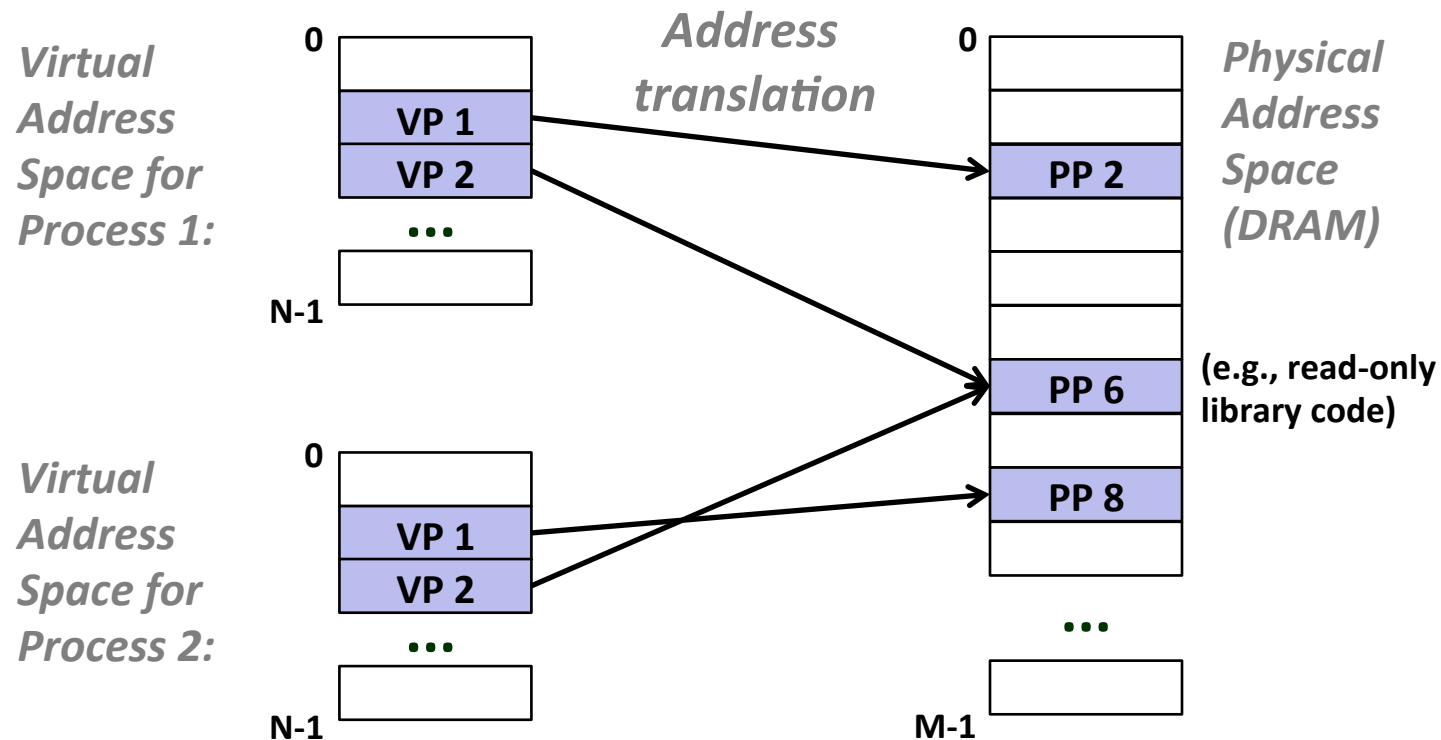 Virtual
Address
Space for
Process 1:
0
VP 1
VP 2
...
N-1
Address
translation
0
PP 2
PP 6
PP 8
...
M-1
Physical
Address
Space
(DRAM)
(e.g., read-only
library code)
Virtual
Address
Space for
Process 2:
0
VP 1
VP 2
...
N-1